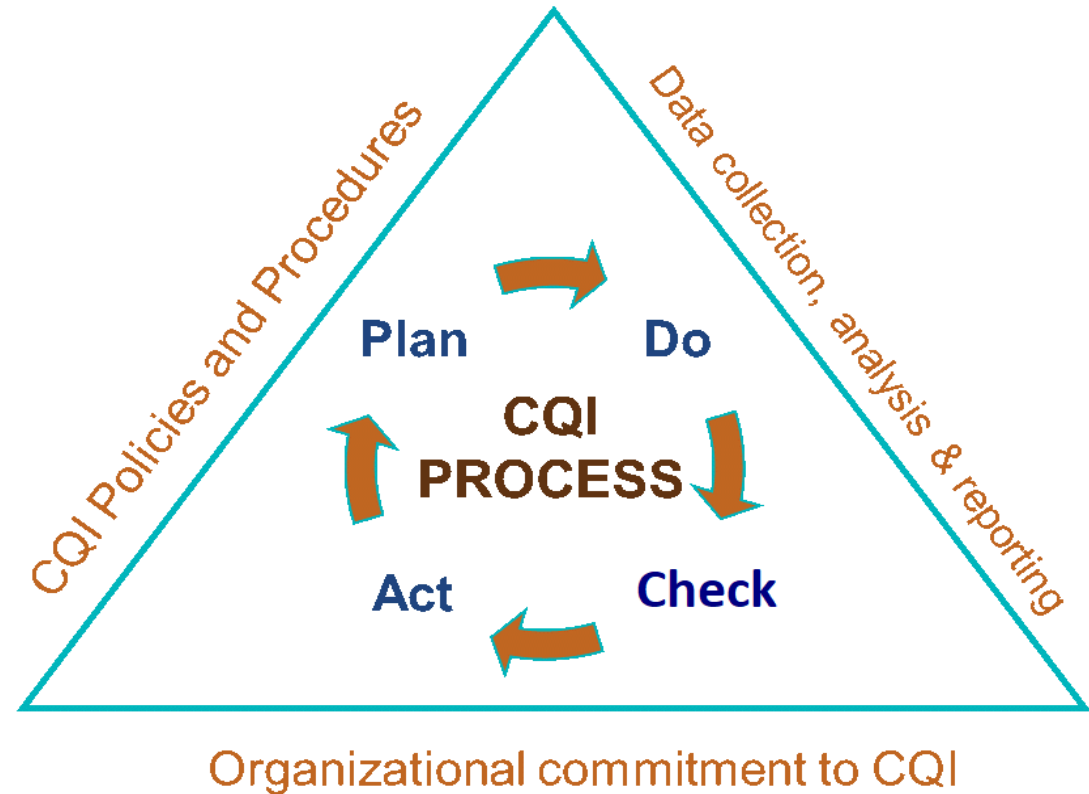 CQI Policies and Procedures
Data collection, analysis & reporting
Plan
Do
CQI
PROCESS
Act
Check
Organizational commitment to CQI